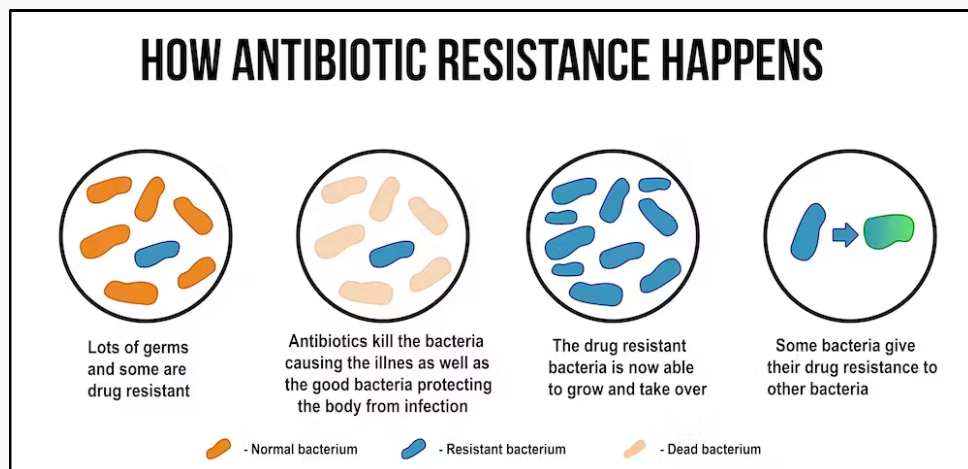 HOW ANTIBIOTIC RESISTANCE HAPPENS
Lots of germs
and some are
drug resistant
Antibiotics kill the bacteria
causing the illnes as well as
the good bacteria protecting
the body from infection
The drug resistant
bacteria is now able
to grow and take over
Some bacteria give
their drug resistance to
other bacteria
- Normal bacterium
- Resistant bacterium
- Dead bacterium